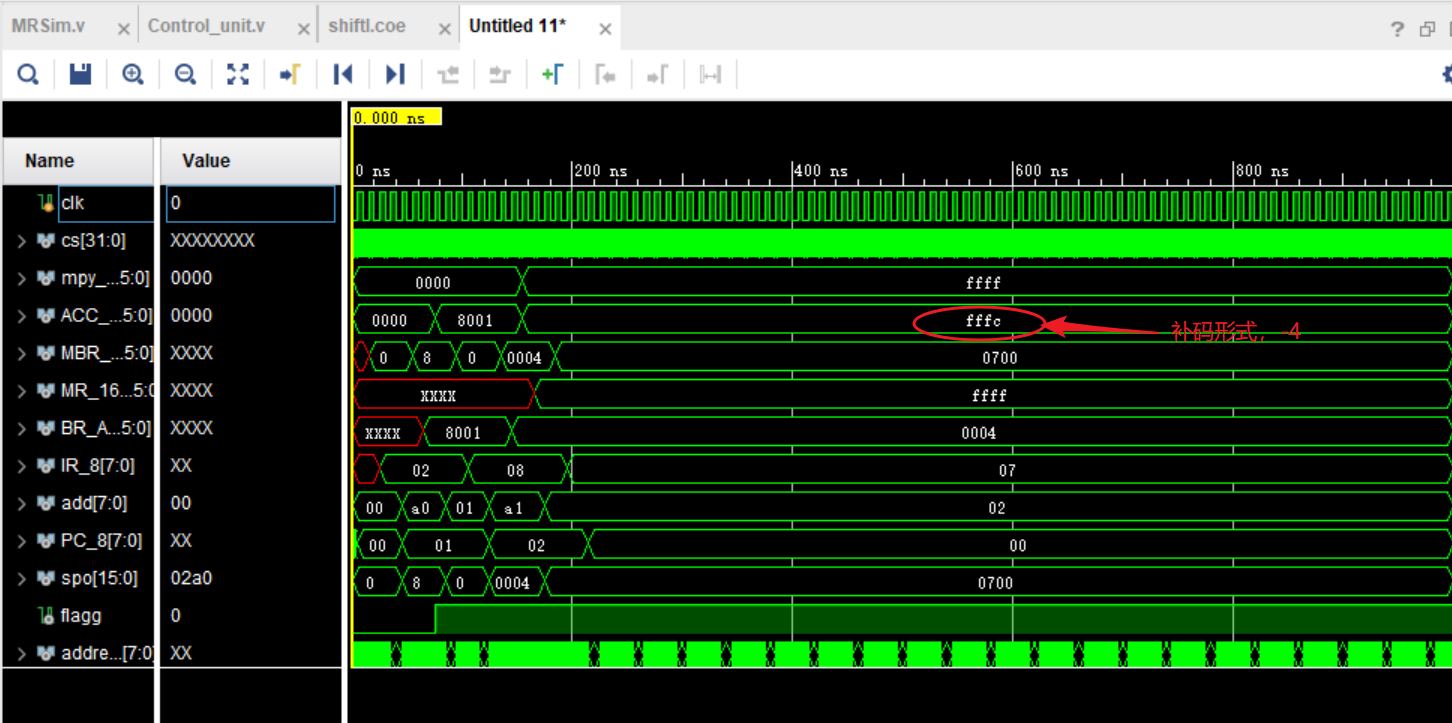 MRSim.v Control_unit.v shiftl.coe Untitled 11*
0.000 ns
Name Value
0 ns 200 ns 400 ns 600 ns 800 ns
clk 0
cs[31:0] XXXXXXXX
mpy_...5:0] 0000 0000 ffff
ACC_...5:0] 0000 0000 8001 fffc 补码形式，-4
MBR_...5:0] XXXX 0 8 0 0004 0700
MR_16...5:0 XXXX XXXX ffff
BR_A...5:0] XXXX XXXX 8001 0004
IR_8[7:0] XX 02 08 07
add[7:0] 00 00 a0 01 a1 02
PC_8[7:0] XX 00 01 02 00
spo[15:0] 02a0 0 8 0 0004 0700
flagg 0
addre...[7:0] XX